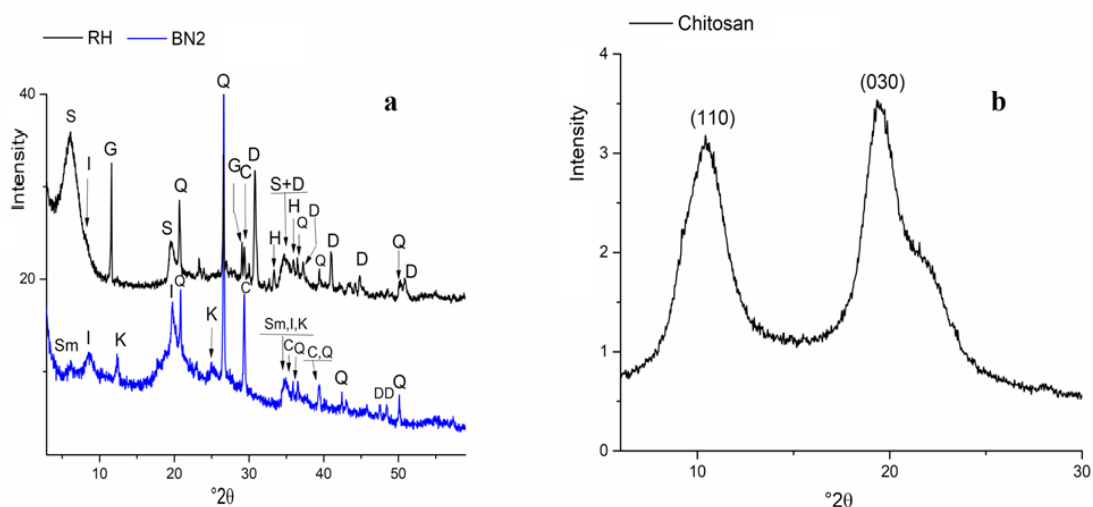 RH BN2
a
Q
40
S
I
G
Q
G
C
D
S+D
H
H
Q
D
S
Q
D
D
Q
D
20
Intensity
Sm
I
K
I
Q
K
C
Sm,I,K
C
Q
C,Q
Q
D
D
Q
10 20 30 40 50
°2θ
Chitosan
b
(110)
(030)
4
3
2
1
0
Intensity
10 20 30
°2θ